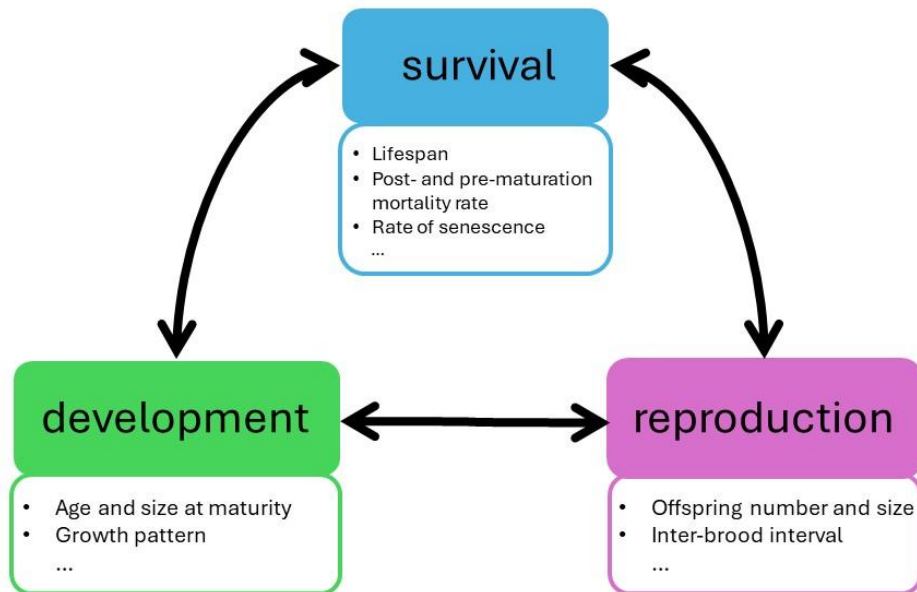 survival
• Lifespan
• Post- and pre-maturation
mortality rate
• Rate of senescence
...
development
• Age and size at maturity
• Growth pattern
...
reproduction
• Offspring number and size
• Inter-brood interval
...